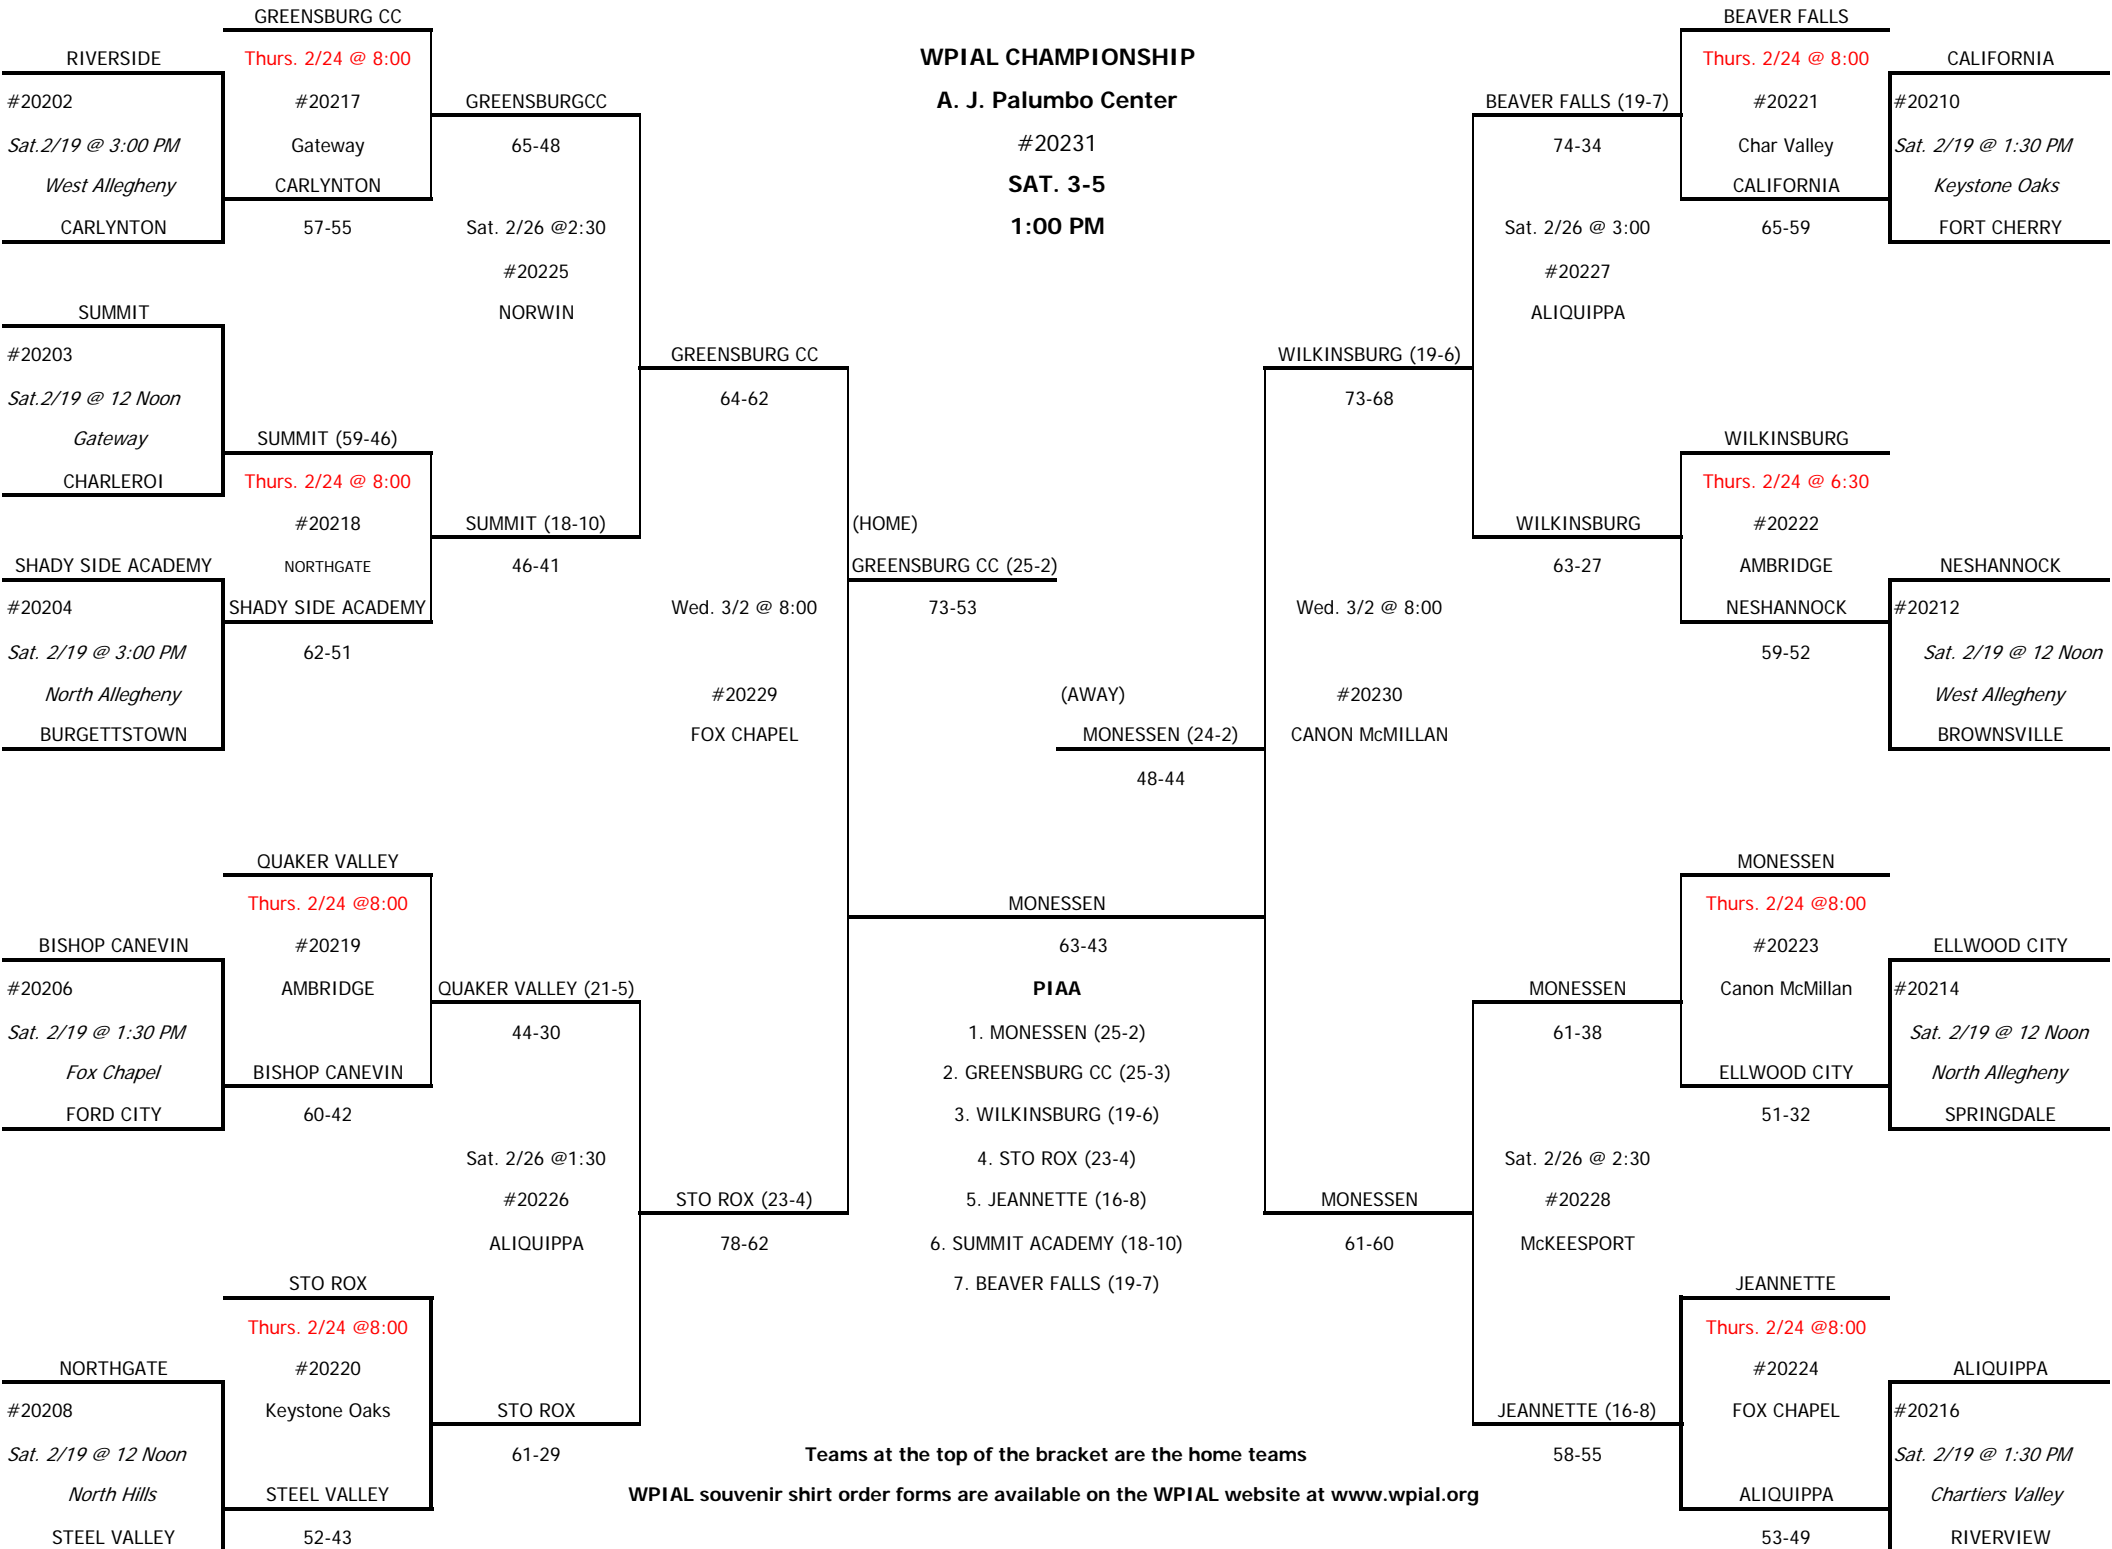 GREENSBURG CC
RIVERSIDE
Thurs. 2/24 @ 8:00
#20202
#20217
GREENSBURGCC
Sat.2/19 @ 3:00 PM
Gateway
65-48
West Allegheny
CARLYNTON
CARLYNTON
57-55
Sat. 2/26 @2:30
#20225
SUMMIT
NORWIN
#20203
GREENSBURG CC
Sat.2/19 @ 12 Noon
64-62
Gateway
SUMMIT (59-46)
CHARLEROI
Thurs. 2/24 @ 8:00
#20218
SUMMIT (18-10)
(HOME)
SHADY SIDE ACADEMY
NORTHGATE
46-41
GREENSBURG CC (25-2)
#20204
SHADY SIDE ACADEMY
Wed. 3/2 @ 8:00
73-53
Sat. 2/19 @ 3:00 PM
62-51
North Allegheny
#20229
BURGETTSTOWN
FOX CHAPEL
QUAKER VALLEY
Thurs. 2/24 @8:00
BISHOP CANEVIN
#20219
#20206
AMBRIDGE
QUAKER VALLEY (21-5)
Sat. 2/19 @ 1:30 PM
44-30
Fox Chapel
BISHOP CANEVIN
FORD CITY
60-42
Sat. 2/26 @1:30
#20226
STO ROX (23-4)
ALIQUIPPA
78-62
STO ROX
Thurs. 2/24 @8:00
NORTHGATE
#20220
#20208
Keystone Oaks
STO ROX
Sat. 2/19 @ 12 Noon
61-29
North Hills
STEEL VALLEY
STEEL VALLEY
52-43
WPIAL CHAMPIONSHIP
A. J. Palumbo Center
#20231
SAT. 3-5
1:00 PM
(AWAY)
MONESSEN (24-2)
48-44
MONESSEN
63-43
PIAA
1. MONESSEN (25-2)
2. GREENSBURG CC (25-3)
3. WILKINSBURG (19-6)
4. STO ROX (23-4)
5. JEANNETTE (16-8)
6. SUMMIT ACADEMY (18-10)
7. BEAVER FALLS (19-7)
Teams at the top of the bracket are the home teams
WPIAL souvenir shirt order forms are available on the WPIAL website at www.wpial.org
BEAVER FALLS
Thurs. 2/24 @ 8:00
CALIFORNIA
BEAVER FALLS (19-7)
#20221
#20210
74-34
Char Valley
Sat. 2/19 @ 1:30 PM
CALIFORNIA
Keystone Oaks
Sat. 2/26 @ 3:00
65-59
FORT CHERRY
#20227
ALIQUIPPA
WILKINSBURG (19-6)
73-68
WILKINSBURG
Thurs. 2/24 @ 6:30
WILKINSBURG
#20222
63-27
AMBRIDGE
NESHANNOCK
Wed. 3/2 @ 8:00
NESHANNOCK
#20212
59-52
Sat. 2/19 @ 12 Noon
#20230
West Allegheny
CANON McMILLAN
BROWNSVILLE
MONESSEN
Thurs. 2/24 @8:00
#20223
ELLWOOD CITY
MONESSEN
Canon McMillan
#20214
61-38
Sat. 2/19 @ 12 Noon
ELLWOOD CITY
North Allegheny
51-32
SPRINGDALE
Sat. 2/26 @ 2:30
MONESSEN
#20228
61-60
McKEESPORT
JEANNETTE
Thurs. 2/24 @8:00
#20224
ALIQUIPPA
JEANNETTE (16-8)
FOX CHAPEL
#20216
58-55
Sat. 2/19 @ 1:30 PM
ALIQUIPPA
Chartiers Valley
53-49
RIVERVIEW